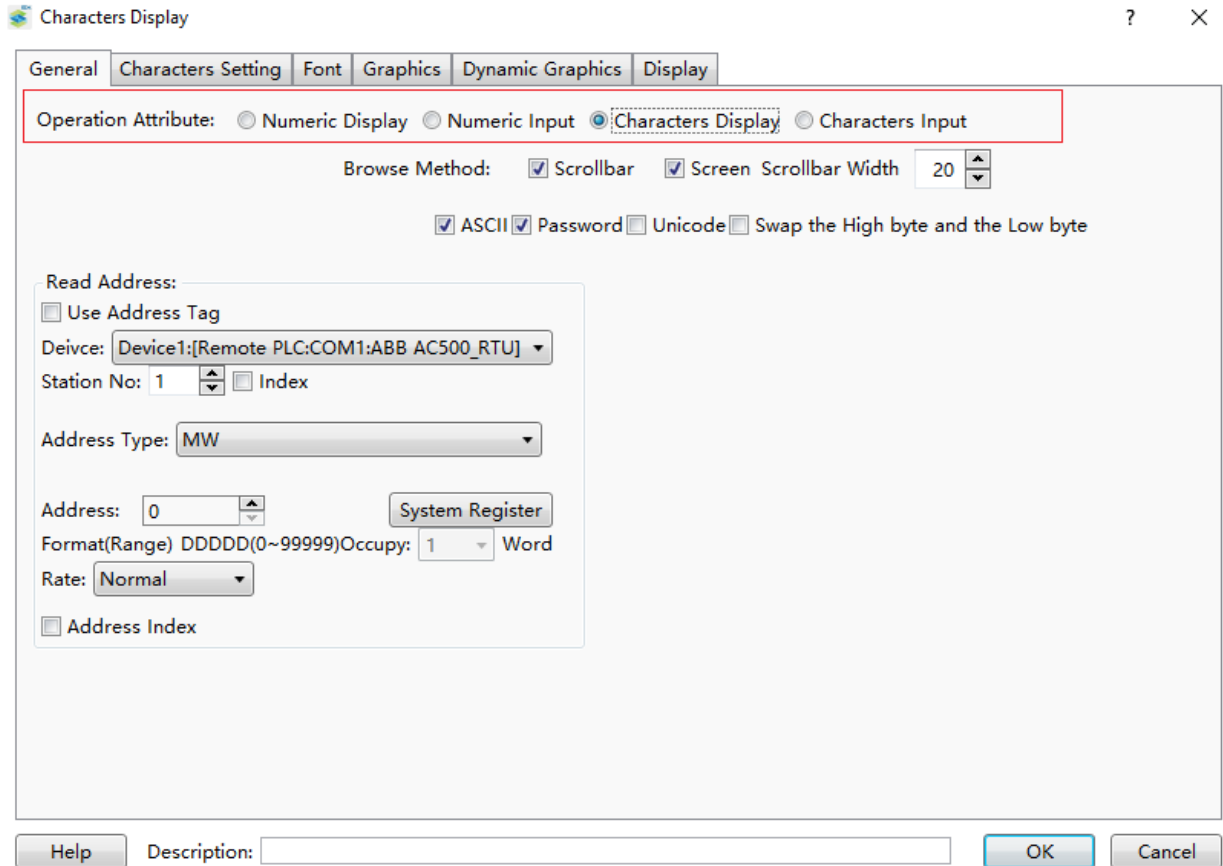 Characters Display ?
General Characters Setting Font Graphics Dynamic Graphics Display
Operation Attribute: Numeric Display Numeric Input Characters Display Characters Input
Browse Method: Scrollbar Screen Scrollbar Width 20
ASCII Password Unicode Swap the High byte and the Low byte
Read Address:
Use Address Tag
Deivce: Device1:[Remote PLC:COM1:ABB AC500_RTU]
Station No: 1 Index
Address Type: MW
Address: 0 System Register
Format(Range) DDDDD(0~99999)Occupy: 1 Word
Rate: Normal
Address Index
Help Description: OK Cancel